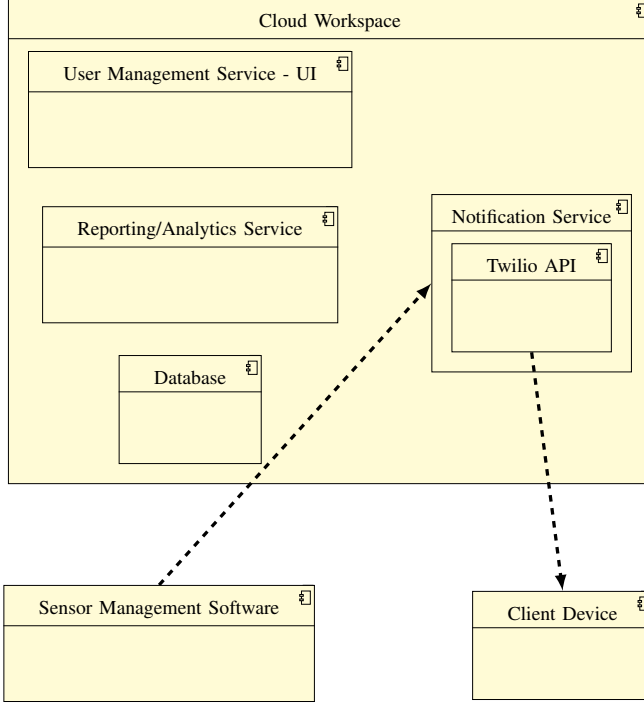 Cloud Workspace
User Management Service - UI
Reporting/Analytics Service
Notification Service
Twilio API
Database
Sensor Management Software
Client Device